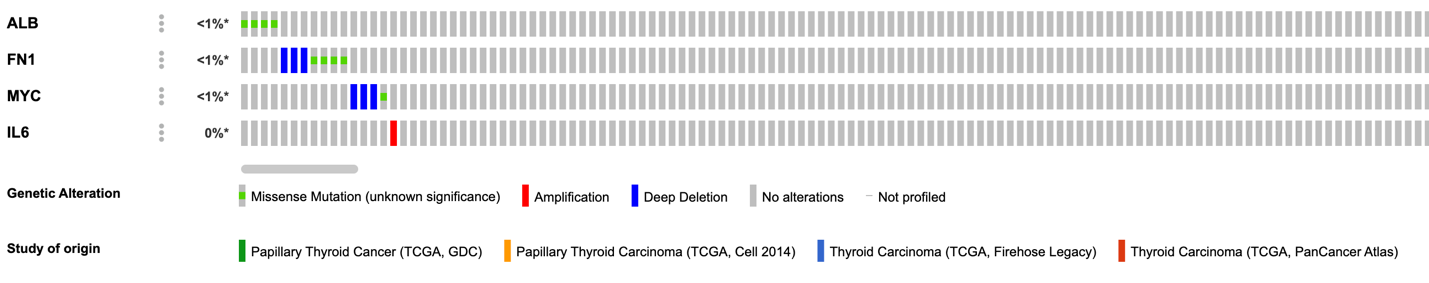 ALB <1%*
FN1 <1%*
MYC <1%*
IL6 0%*
Genetic Alteration Missense Mutation (unknown significance) Amplification Deep Deletion No alterations Not profiled
Study of origin Papillary Thyroid Cancer (TCGA, GDC) Papillary Thyroid Carcinoma (TCGA, Cell 2014) Thyroid Carcinoma (TCGA, Firehose Legacy) Thyroid Carcinoma (TCGA, PanCancer Atlas)